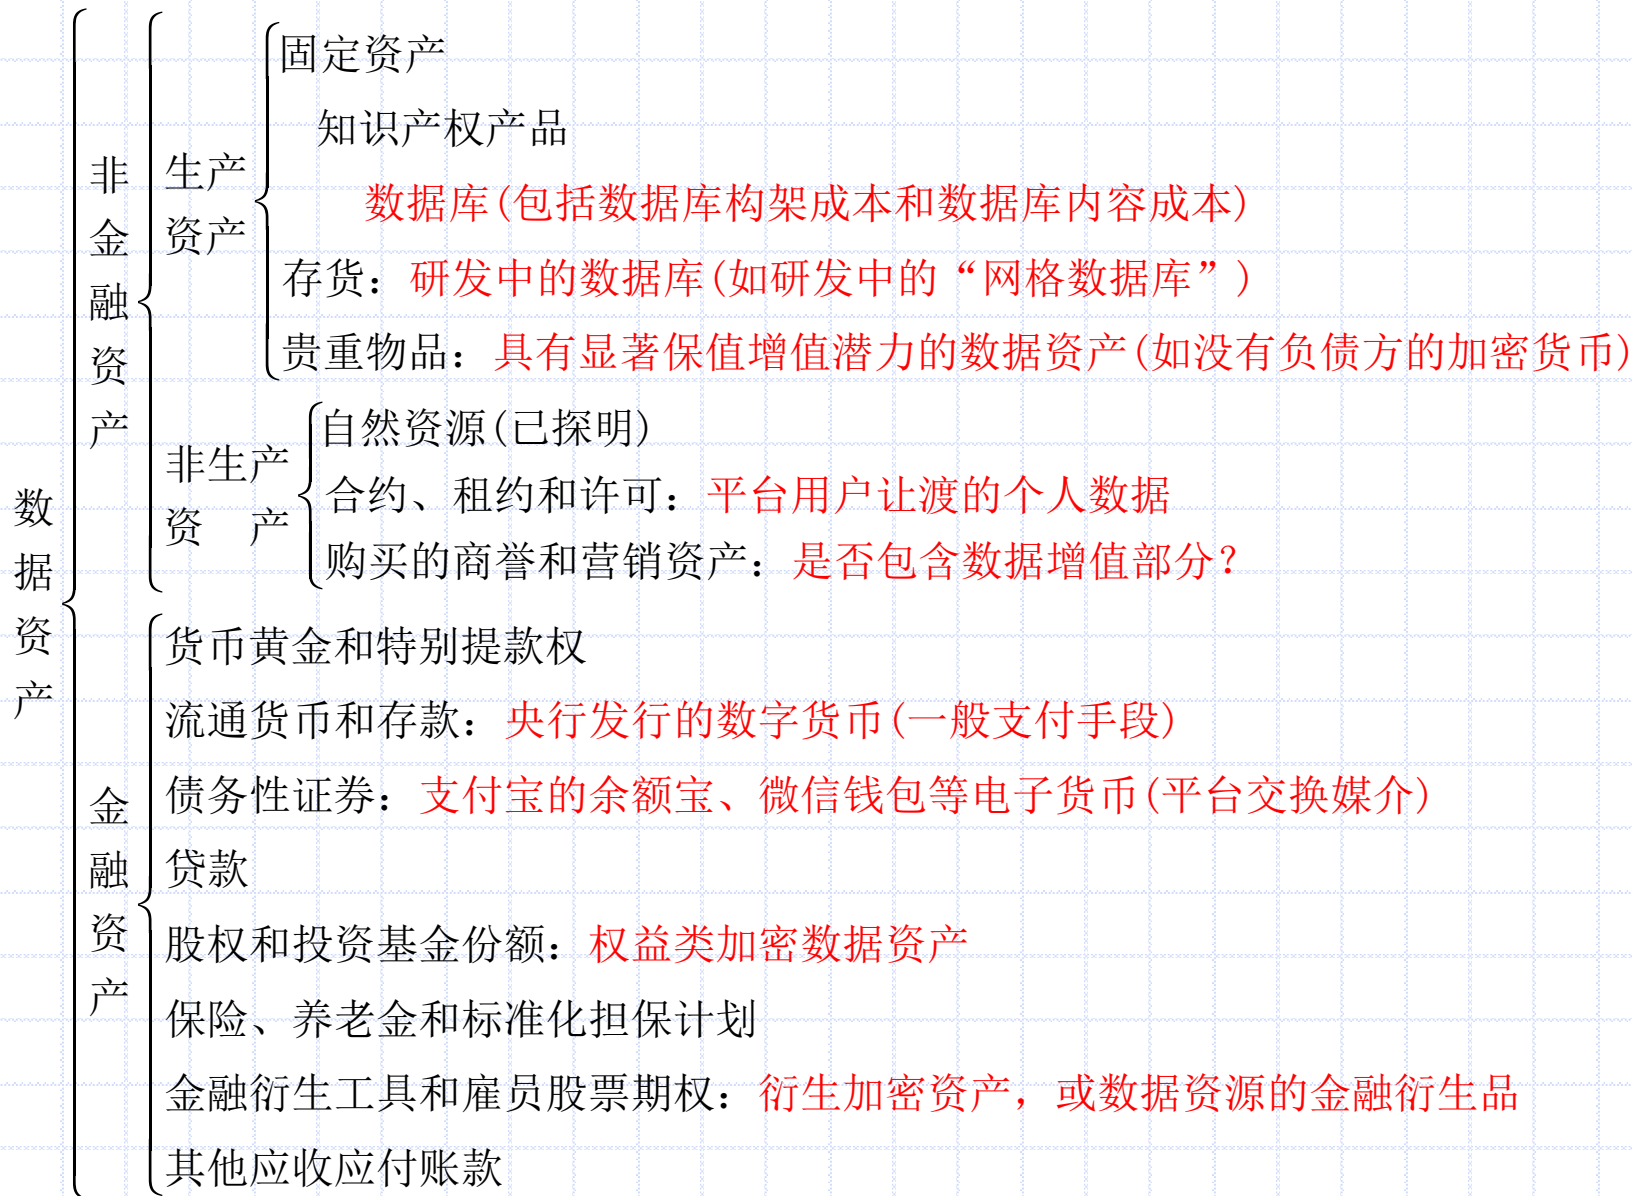 数据资产
非金融资产
生产
资产
固定资产
知识产权产品
数据库(包括数据库构架成本和数据库内容成本)
存货：研发中的数据库(如研发中的“网格数据库”)
贵重物品：具有显著保值增值潜力的数据资产(如没有负债方的加密货币)
非生产
资 产
自然资源(已探明)
合约、租约和许可：平台用户让渡的个人数据
购买的商誉和营销资产：是否包含数据增值部分？
金融资产
货币黄金和特别提款权
流通货币和存款：央行发行的数字货币(一般支付手段)
债务性证券：支付宝的余额宝、微信钱包等电子货币(平台交换媒介)
贷款
股权和投资基金份额：权益类加密数据资产
保险、养老金和标准化担保计划
金融衍生工具和雇员股票期权：衍生加密资产，或数据资源的金融衍生品
其他应收应付账款